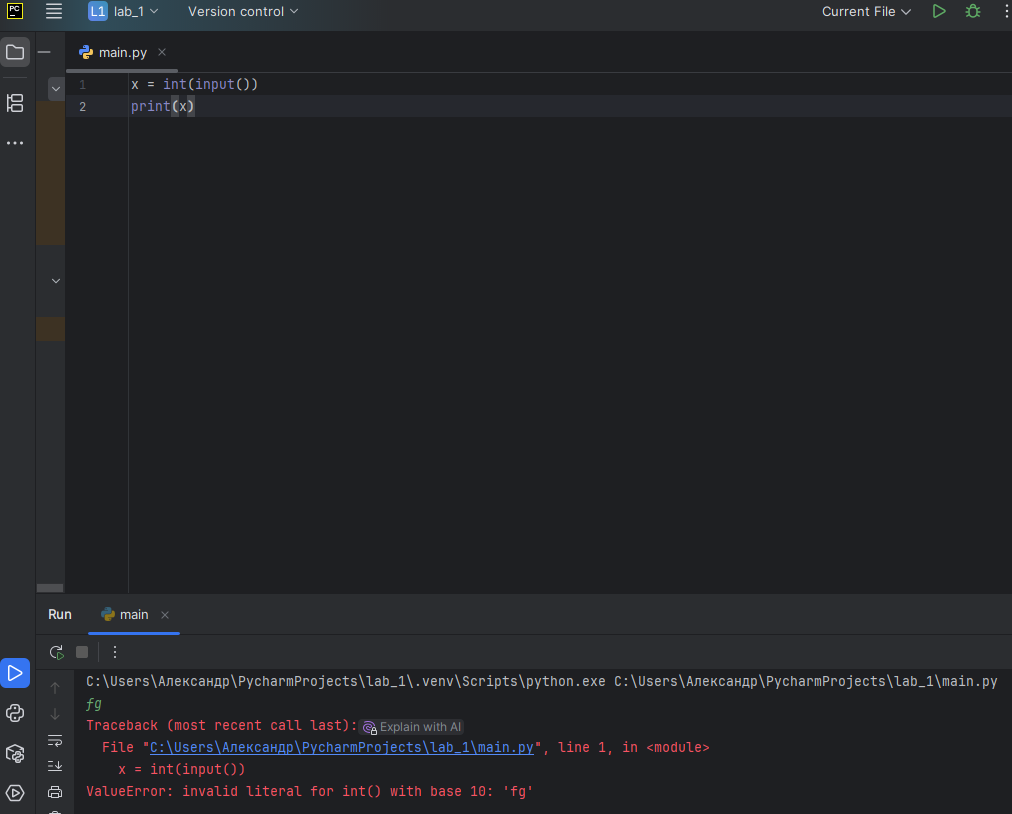 PC L1 lab_1 Version control Current File
main.py
1 x = int(input())
2 print(x)
Run main
C:\Users\Александр\PycharmProjects\lab_1\.venv\Scripts\python.exe C:\Users\Александр\PycharmProjects\lab_1\main.py
fg
Traceback (most recent call last): Explain with AI
  File "C:\Users\Александр\PycharmProjects\lab_1\main.py", line 1, in <module>
    x = int(input())
ValueError: invalid literal for int() with base 10: 'fg'